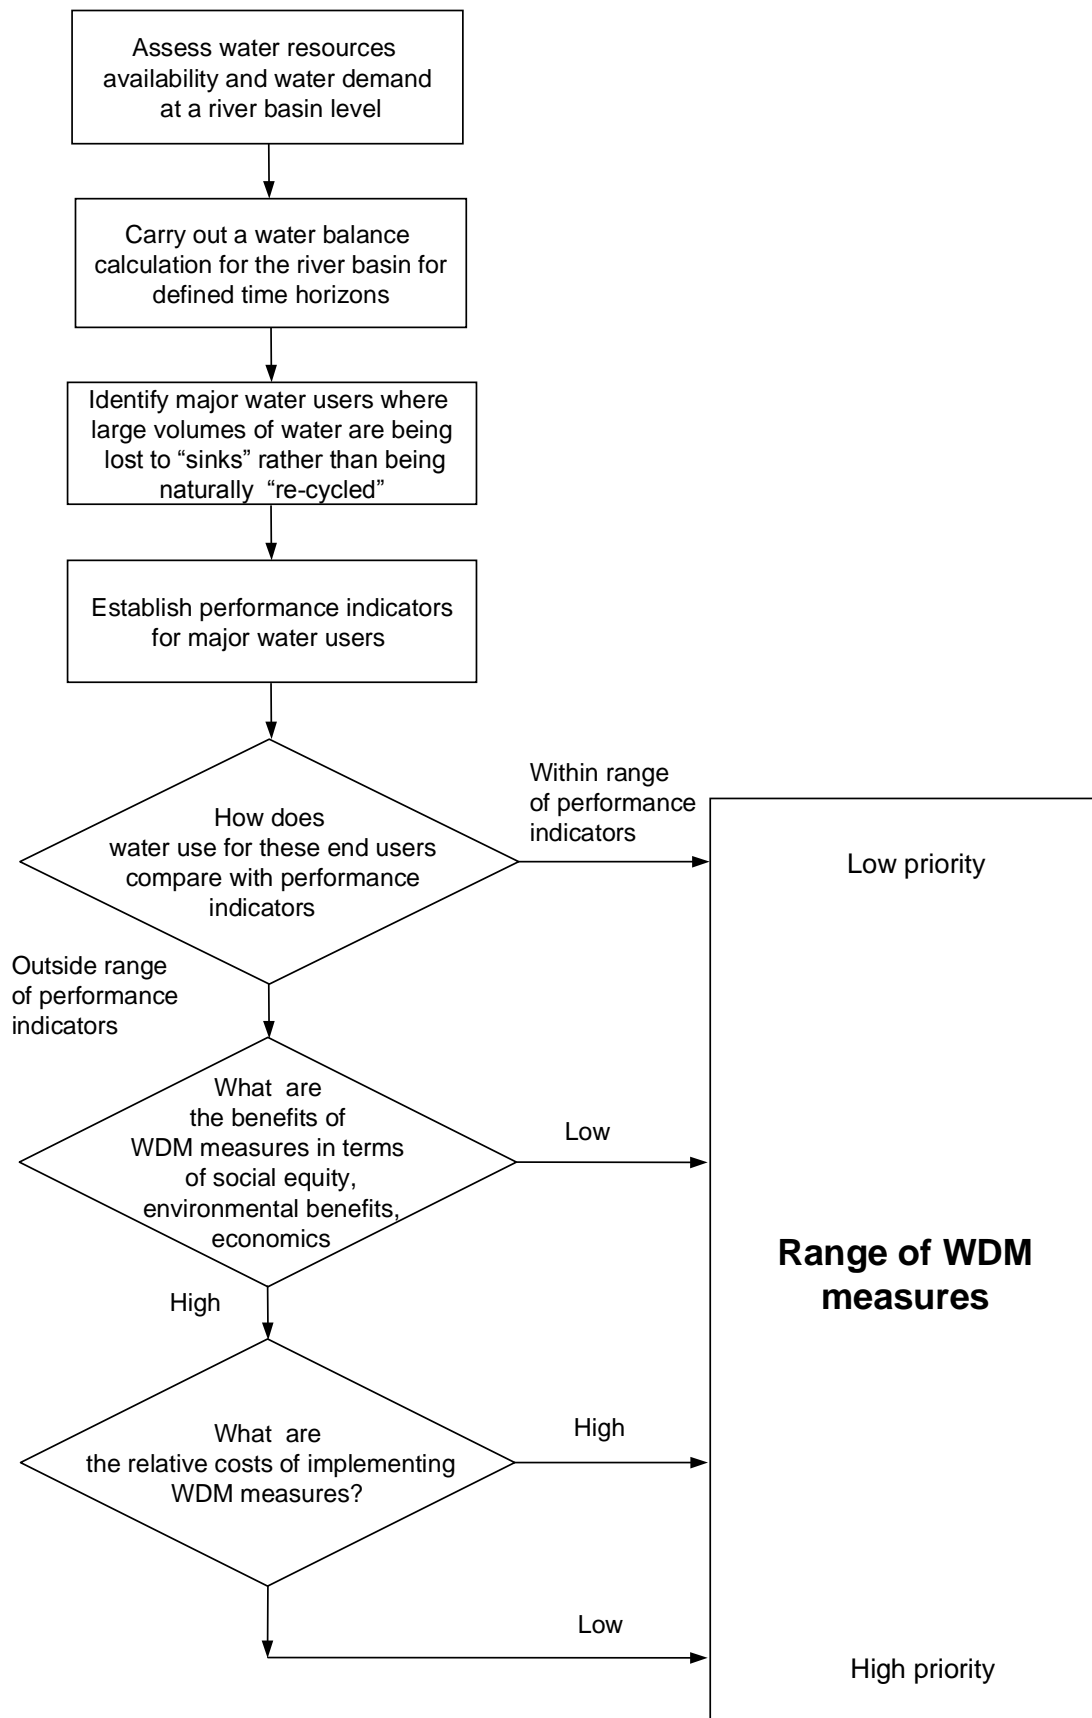 Assess water resources
availability and water demand
at a river basin level
Carry out a water balance
calculation for the river basin for
defined time horizons
Identify major water users where
large volumes of water are being
lost to “sinks” rather than being
naturally “re-cycled”
Establish performance indicators
for major water users
How does
water use for these end users
compare with performance
indicators
Within range
of performance
indicators
Low priority
Outside range
of performance
indicators
What are
the benefits of
WDM measures in terms
of social equity,
environmental benefits,
economics
Low
Range of WDM
measures
High
What are
the relative costs of implementing
WDM measures?
High
Low
High priority